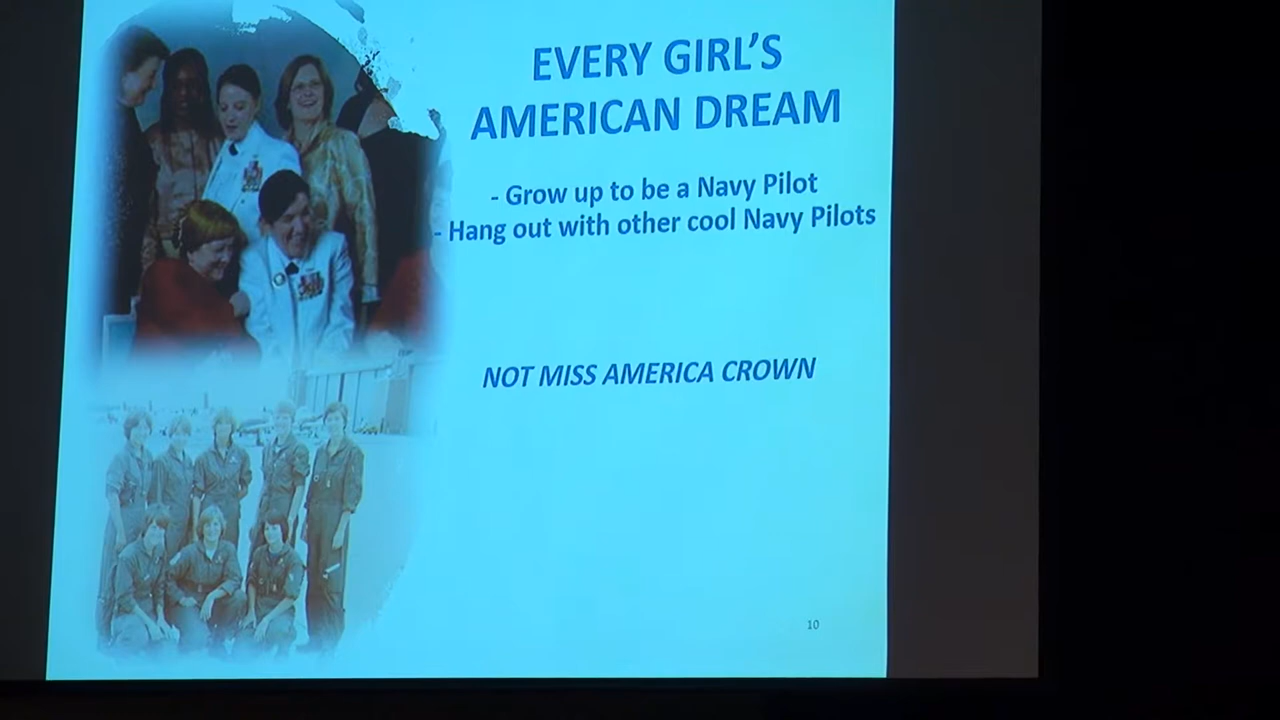 EVERY GIRL'S
AMERICAN DREAM
- Grow up to be a Navy Pilot
- Hang out with other cool Navy Pilots
NOT MISS AMERICA CROWN
10